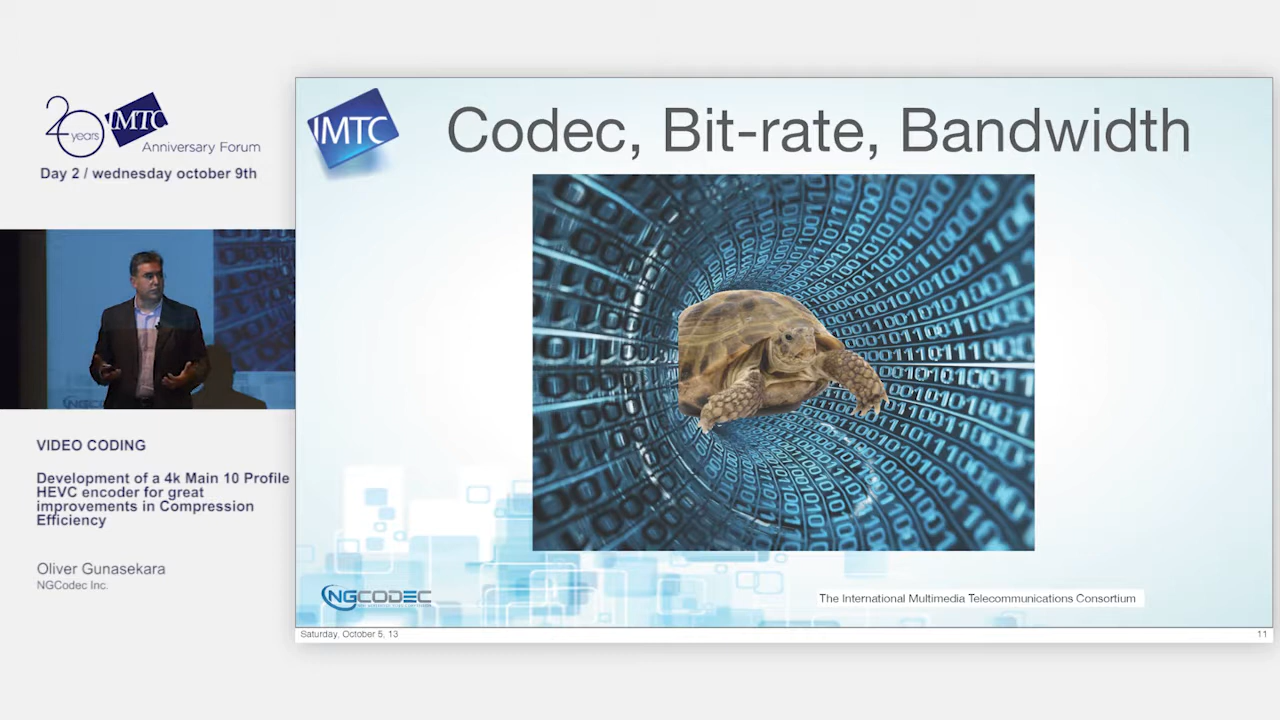 20 years IMTC
Anniversary Forum
Day 2 / wednesday october 9th
VIDEO CODING
Development of a 4k Main 10 Profile
HEVC encoder for great
improvements in Compression
Efficiency
Oliver Gunasekara
NGCodec Inc.
IMTC
Codec, Bit-rate, Bandwidth
NGCODEC
The International Multimedia Telecommunications Consortium
Saturday, October 5, 13
11